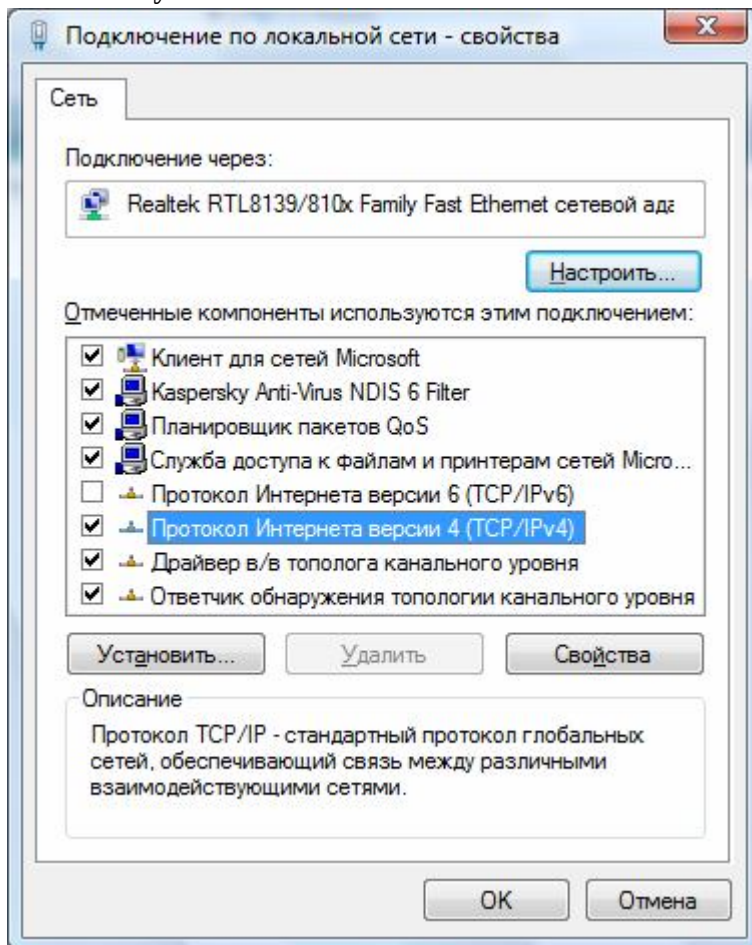 Подключение по локальной сети - свойства
Сеть
Подключение через:
Realtek RTL8139/810x Family Fast Ethernet сетевой ада
Настроить...
Отмеченные компоненты используются этим подключением:
Клиент для сетей Microsoft
Kaspersky Anti-Virus NDIS 6 Filter
Планировщик пакетов QoS
Служба доступа к файлам и принтерам сетей Micro...
Протокол Интернета версии 6 (TCP/IPv6)
Протокол Интернета версии 4 (TCP/IPv4)
Драйвер в/в тополога канального уровня
Ответчик обнаружения топологии канального уровня
Установить...
Удалить
Свойства
Описание
Протокол TCP/IP - стандартный протокол глобальных
сетей, обеспечивающий связь между различными
взаимодействующими сетями.
OK
Отмена